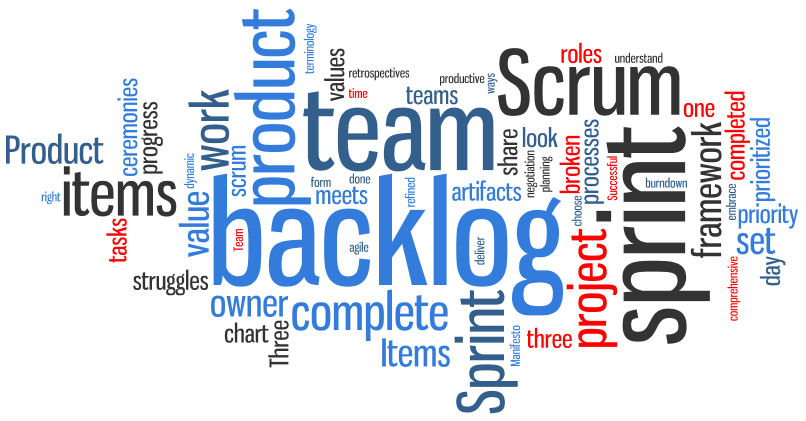 product
terminology
values
retrospectives
time
productive
ways
teams
Scrum
roles
understand
one
completed
prioritized
ceremonies
progress
work
team
Product
dynamic
scrum
share
look
negotiation
planning
broken
processes
Successful
sprint.
framework
burndown
embrace
right
items
value
form
done
meets
refined
artifacts
choose
priority
set
tasks
Team
backlog
agile
deliver
project
comprehensive
day
struggles
owner
complete
Sprint
Manifesto
three
chart
Three
Items